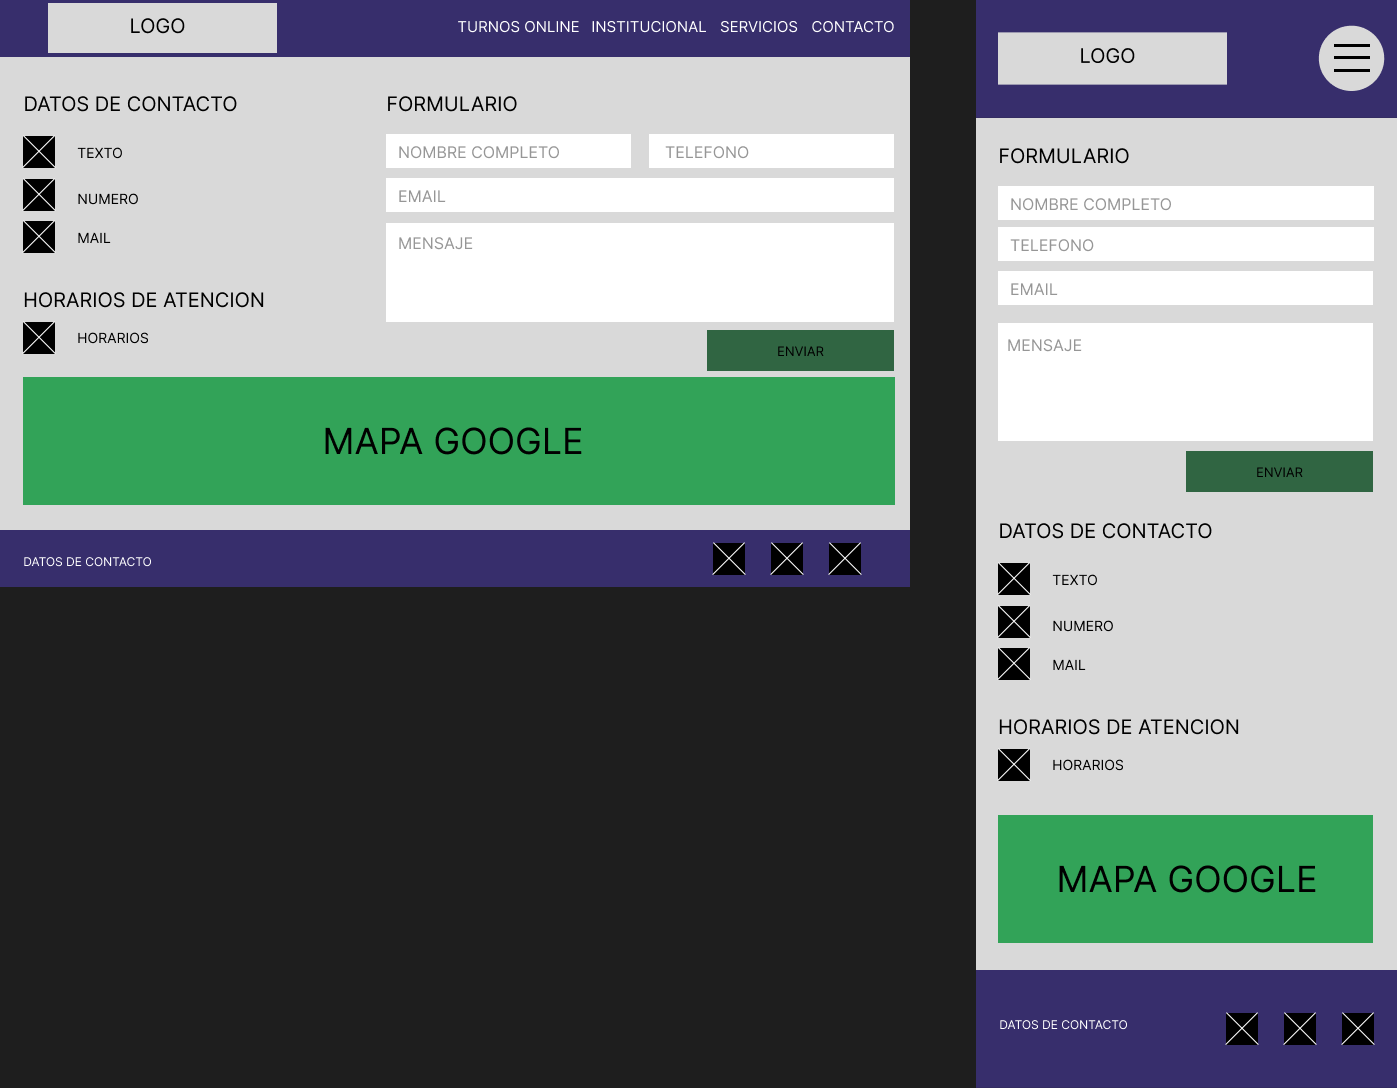 LOGO
TURNOS ONLINE INSTITUCIONAL SERVICIOS CONTACTO
DATOS DE CONTACTO
TEXTO
NUMERO
MAIL
HORARIOS DE ATENCION
HORARIOS
FORMULARIO
NOMBRE COMPLETO
TELEFONO
EMAIL
MENSAJE
ENVIAR
MAPA GOOGLE
DATOS DE CONTACTO
LOGO
FORMULARIO
NOMBRE COMPLETO
TELEFONO
EMAIL
MENSAJE
ENVIAR
DATOS DE CONTACTO
TEXTO
NUMERO
MAIL
HORARIOS DE ATENCION
HORARIOS
MAPA GOOGLE
DATOS DE CONTACTO